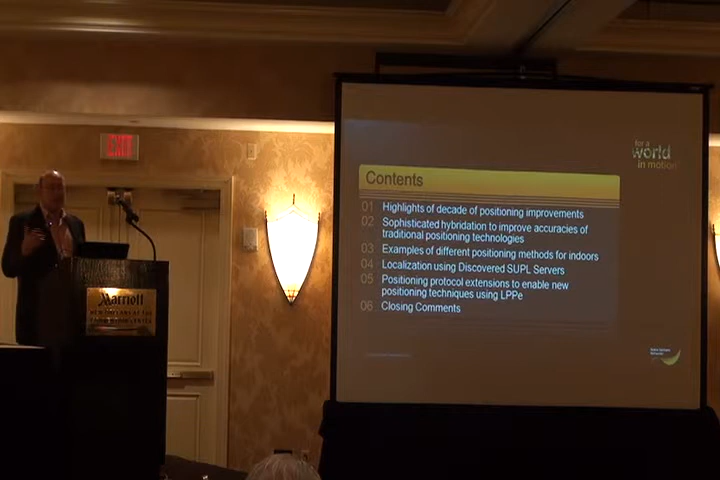 EXIT
for a
world
in motion
Contents
01 Highlights of decade of positioning improvements
02 Sophisticated hybridation to improve accuracies of
traditional positioning technologies
03 Examples of different positioning methods for indoors
04 Localization using Discovered SUPL Servers
05 Positioning protocol extensions to enable new
positioning techniques using LPPe
06 Closing Comments
Marriott